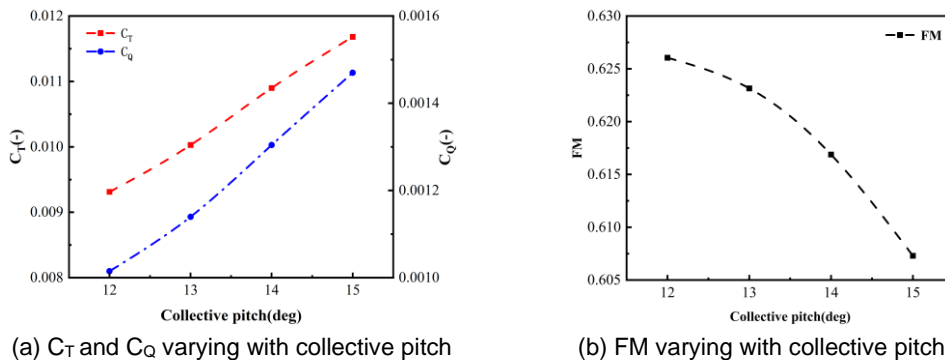 0.012
0.011
0.010
0.009
0.008
C_T(-)
C_T
C_Q
0.0016
0.0014
0.0012
0.0010
C_Q(-)
12 13 14 15
Collective pitch(deg)
(a) C_T and C_Q varying with collective pitch
0.630
0.625
0.620
0.615
0.610
0.605
FM
FM
12 13 14 15
Collective pitch(deg)
(b) FM varying with collective pitch